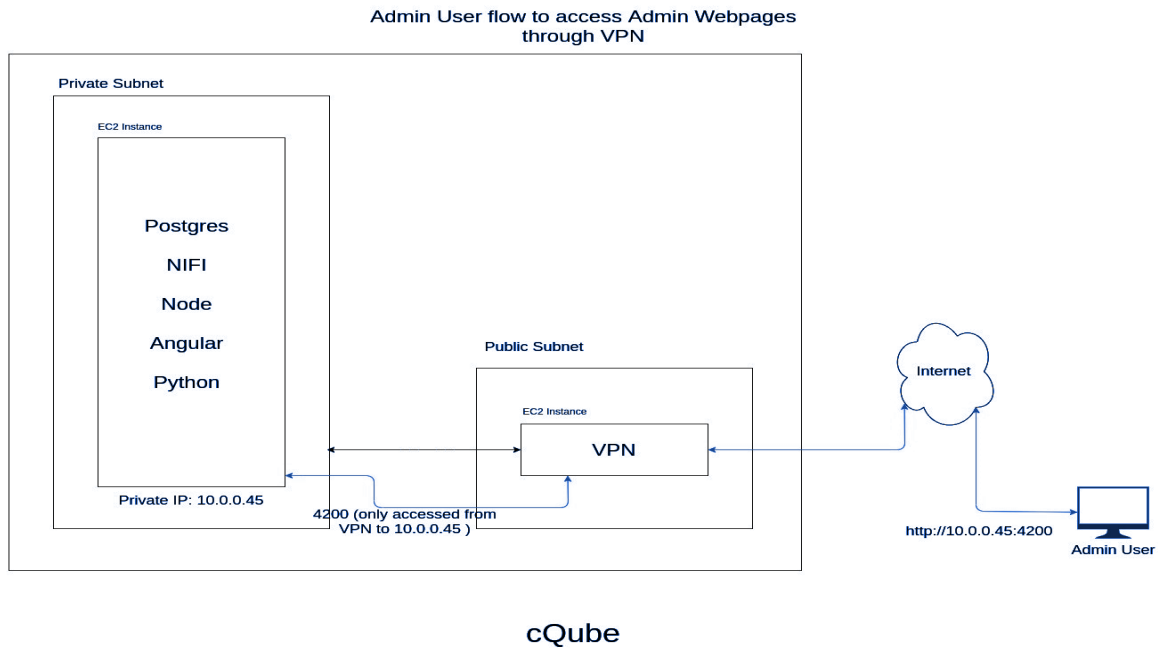 Admin User flow to access Admin Webpages
through VPN
Private Subnet
EC2 Instance
Postgres
NIFI
Node
Angular
Python
Private IP: 10.0.0.45
Public Subnet
EC2 Instance
VPN
4200 (only accessed from
VPN to 10.0.0.45 )
Internet
http://10.0.0.45:4200
Admin User
cQube